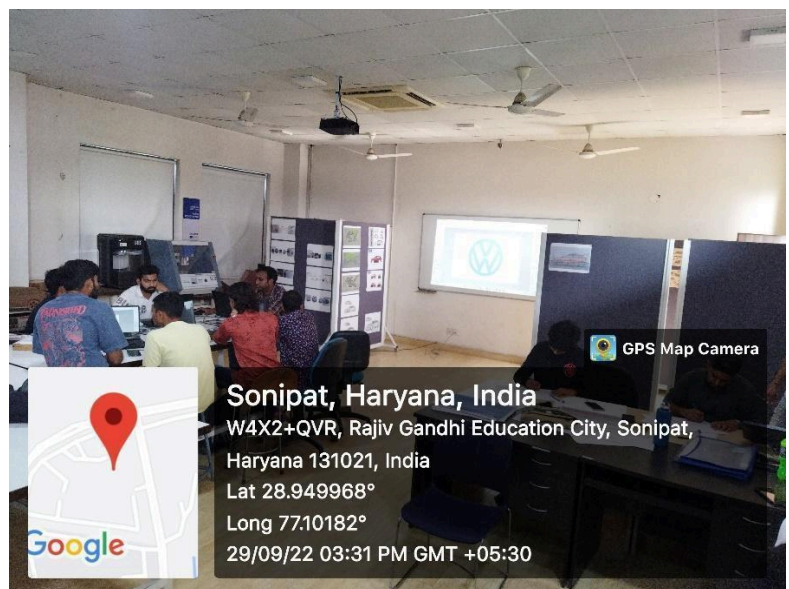 GPS Map Camera
Sonipat, Haryana, India
W4X2+QVR, Rajiv Gandhi Education City, Sonipat,
Haryana 131021, India
Lat 28.949968°
Long 77.10182°
29/09/22 03:31 PM GMT +05:30
Google